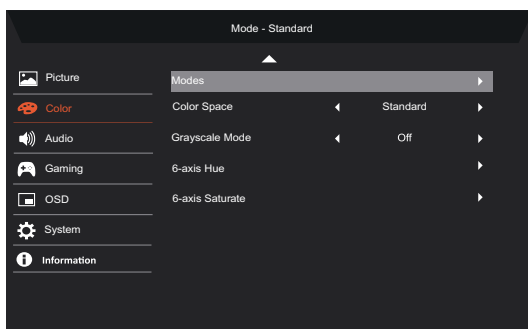 Mode - Standard
Picture
Color
Audio
Gaming
OSD
System
Information
Modes
Color Space Standard
Grayscale Mode Off
6-axis Hue
6-axis Saturate